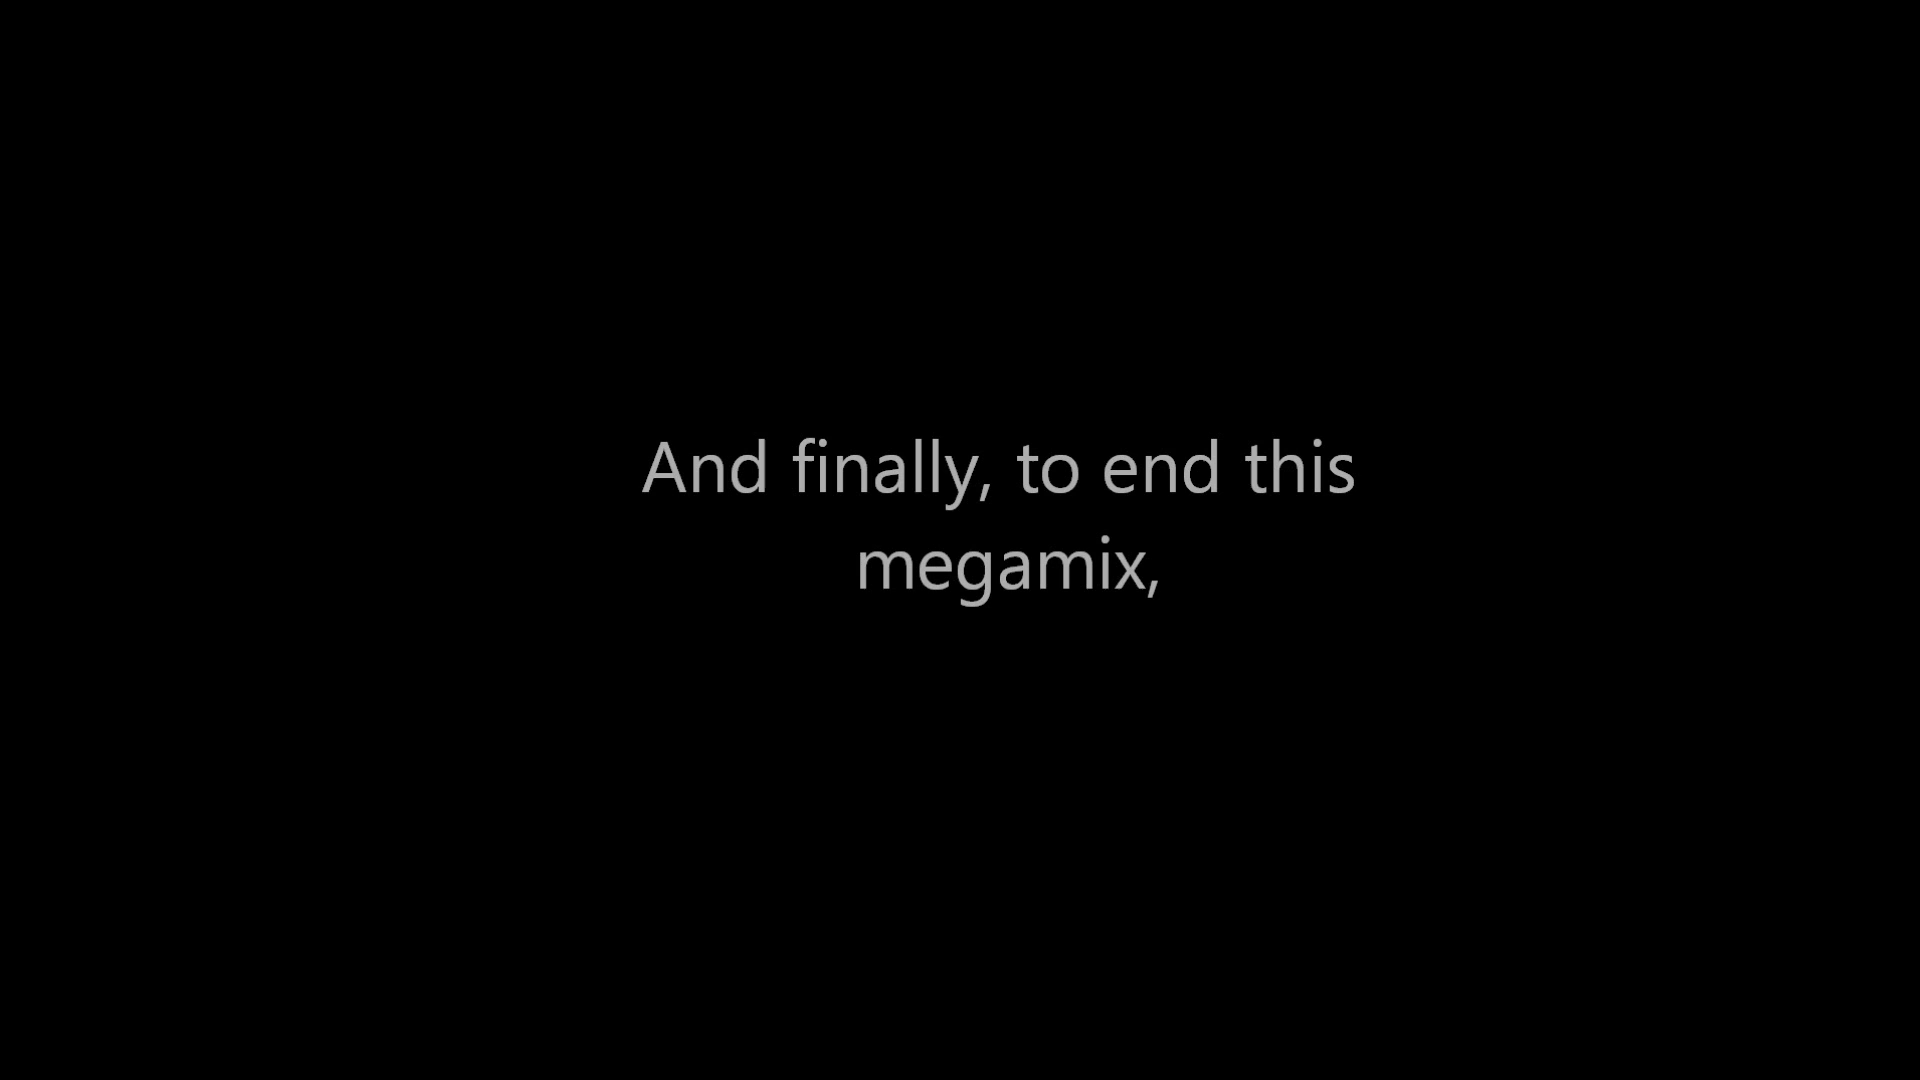 And finally, to end this
megamix,